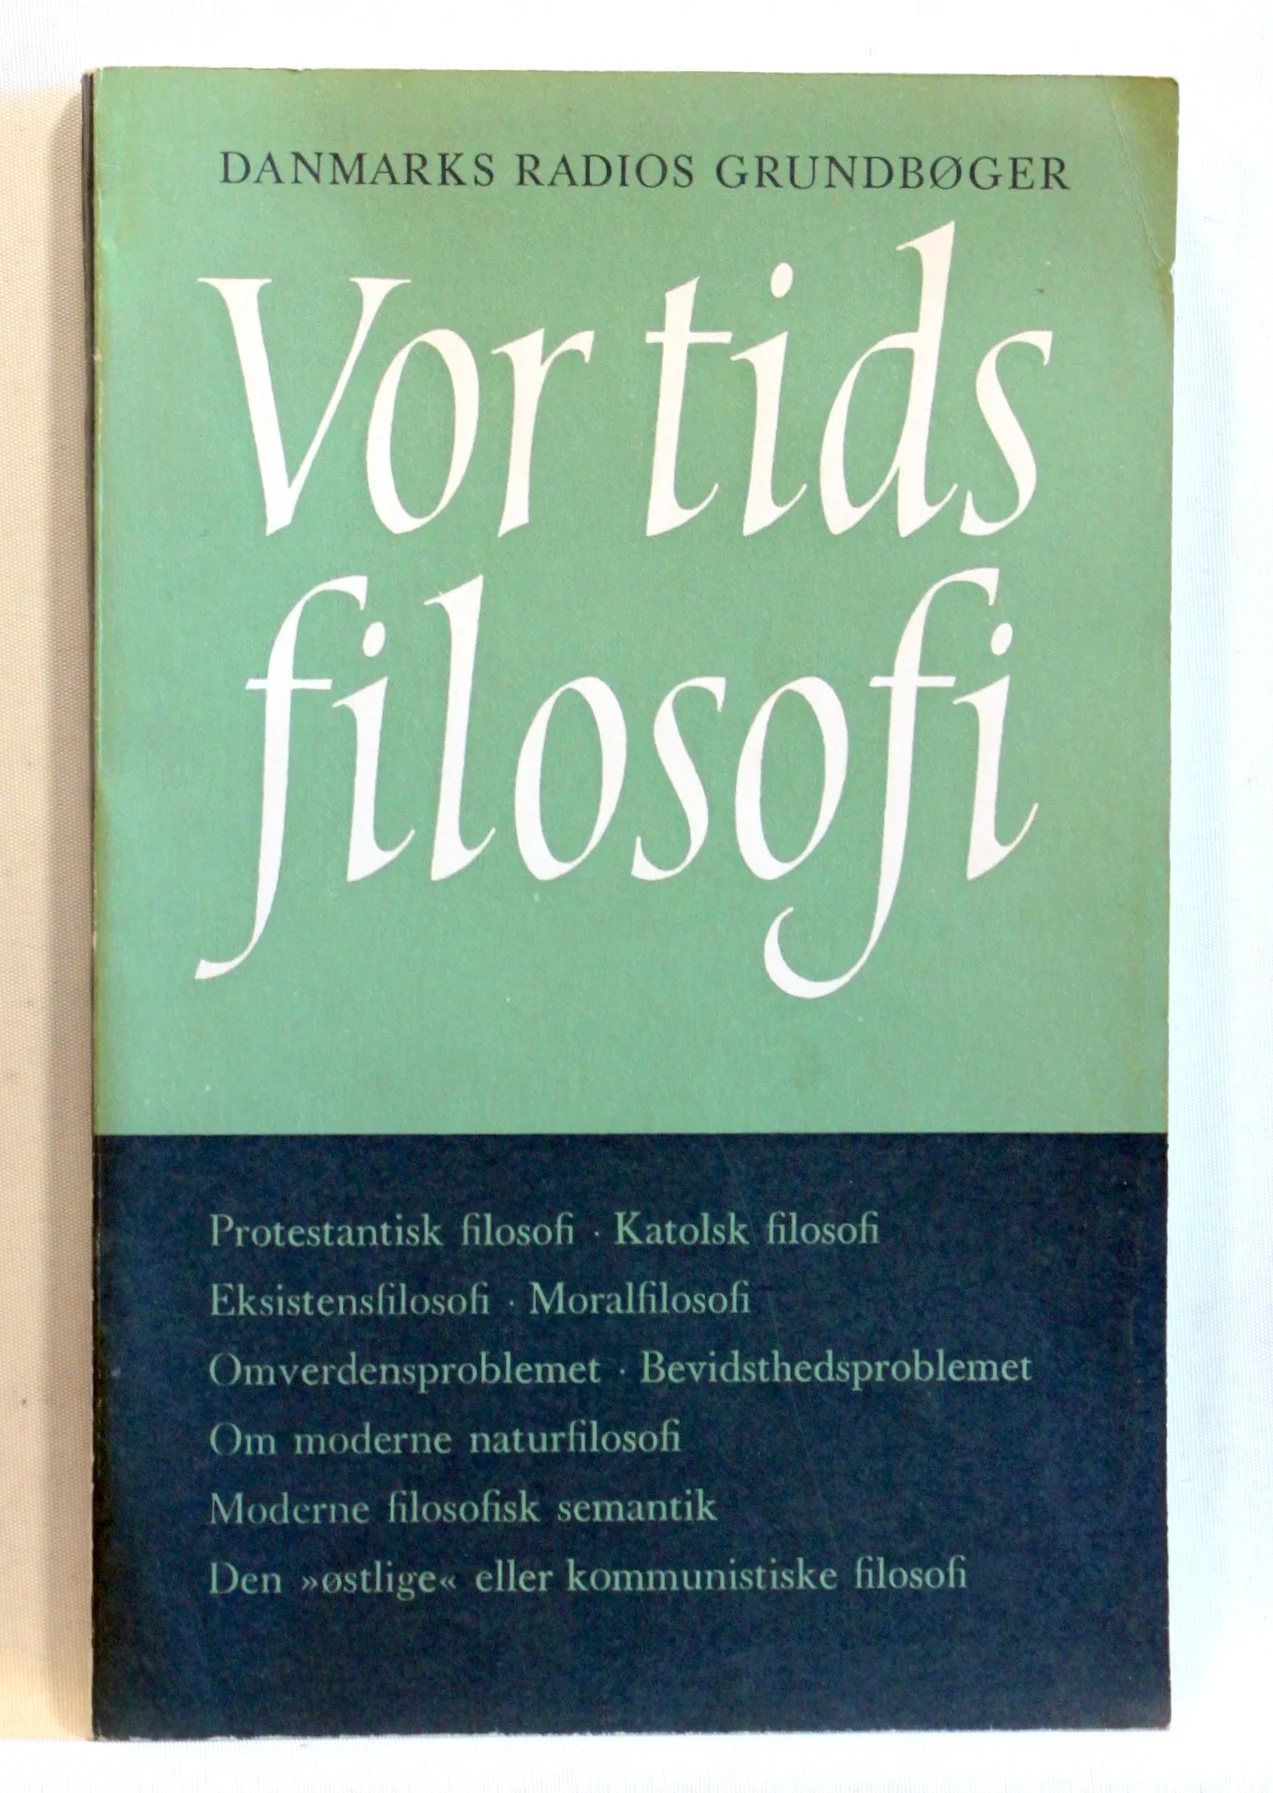 DANMARKS RADIOS GRUNDBØGER
Vor tids
filosofi
Protestantisk filosofi · Katolsk filosofi
Eksistensfilosofi · Moralfilosofi
Omverdensproblemet · Bevidsthedsproblemet
Om moderne naturfilosofi
Moderne filosofisk semantik
Den »østlige« eller kommunistiske filosofi